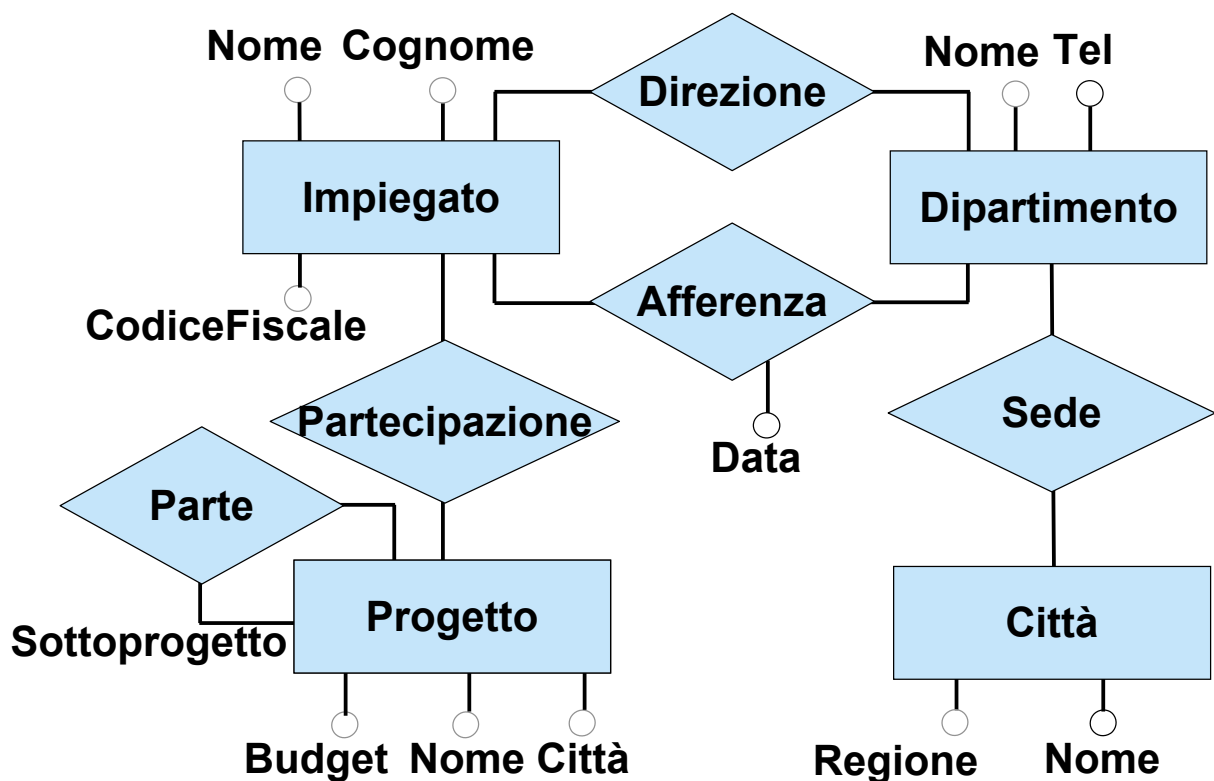 Nome Cognome
Direzione
Nome Tel
Impiegato
Dipartimento
Afferenza
CodiceFiscale
Partecipazione
Sede
Data
Parte
Progetto
Città
Sottoprogetto
Budget Nome Città
Regione Nome